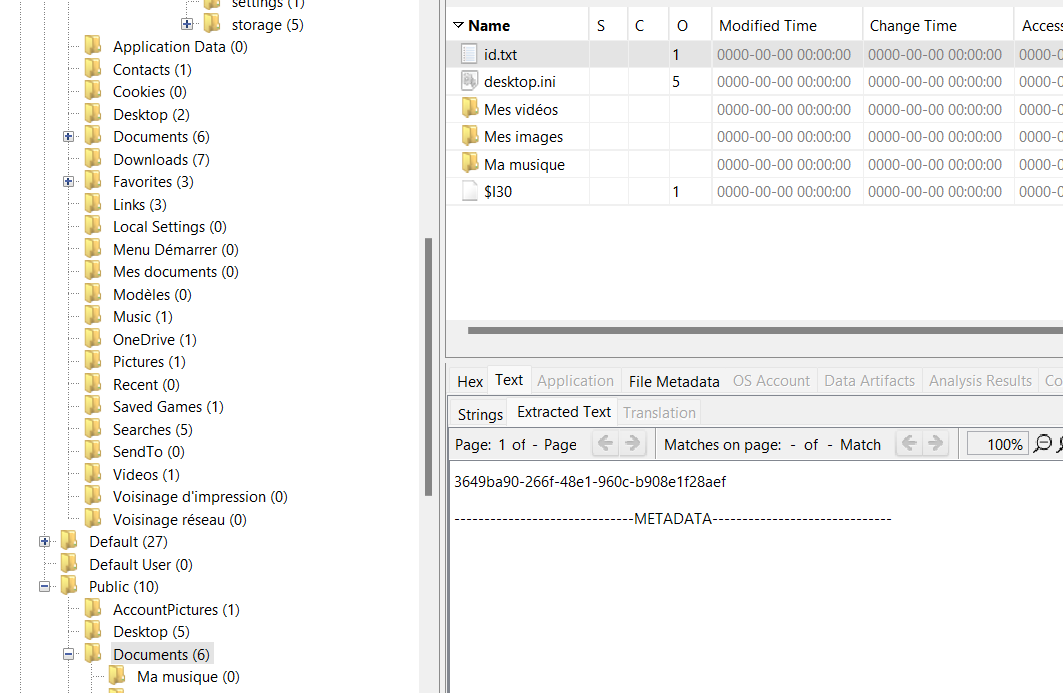 settings (1)
storage (5)
Application Data (0)
Contacts (1)
Cookies (0)
Desktop (2)
Documents (6)
Downloads (7)
Favorites (3)
Links (3)
Local Settings (0)
Menu Démarrer (0)
Mes documents (0)
Modèles (0)
Music (1)
OneDrive (1)
Pictures (1)
Recent (0)
Saved Games (1)
Searches (5)
SendTo (0)
Videos (1)
Voisinage d'impression (0)
Voisinage réseau (0)
Default (27)
Default User (0)
Public (10)
AccountPictures (1)
Desktop (5)
Documents (6)
Ma musique (0)
Name S C O Modified Time Change Time Access
id.txt 1 0000-00-00 00:00:00 0000-00-00 00:00:00 0000-0
desktop.ini 5 0000-00-00 00:00:00 0000-00-00 00:00:00 0000-0
Mes vidéos 0000-00-00 00:00:00 0000-00-00 00:00:00 0000-0
Mes images 0000-00-00 00:00:00 0000-00-00 00:00:00 0000-0
Ma musique 0000-00-00 00:00:00 0000-00-00 00:00:00 0000-0
$I30 1 0000-00-00 00:00:00 0000-00-00 00:00:00 0000-0
Hex Text Application File Metadata OS Account Data Artifacts Analysis Results Co
Strings Extracted Text Translation
Page: 1 of - Page Matches on page: - of - Match 100%
3649ba90-266f-48e1-960c-b908e1f28aef
------------------------------METADATA------------------------------